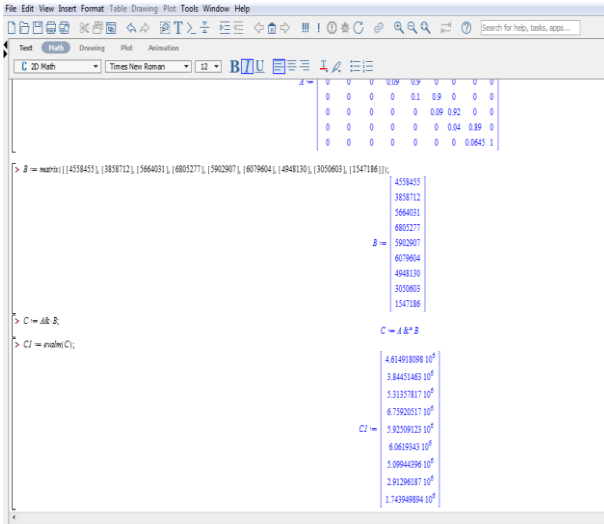 File Edit View Insert Format Table Drawing Plot Tools Window Help
Search for help, tasks, apps...
Text Math Drawing Plot Animation
C 2D Math Times New Roman 12 B I U
A := 0 0 0 0.09 0.9 0 0 0 0
0 0 0 0 0.1 0.9 0 0 0
0 0 0 0 0 0.09 0.92 0 0
0 0 0 0 0 0 0.04 0.89 0
0 0 0 0 0 0 0 0.0645 1
> B := matrix([[4558455], [3858712], [5664031], [6805277], [5902907], [6079604], [4948130], [3050603], [1547186]]);
4558455
3858712
5664031
6805277
B := 5902907
6079604
4948130
3050603
1547186
> C := A&* B;
C := A &* B
> C1 := evalm(C);
4.614918098 10^6
3.84451463 10^6
5.31357817 10^6
6.75920517 10^6
C1 := 5.92509123 10^6
6.0619343 10^6
5.09944396 10^6
2.91296187 10^6
1.743949894 10^6